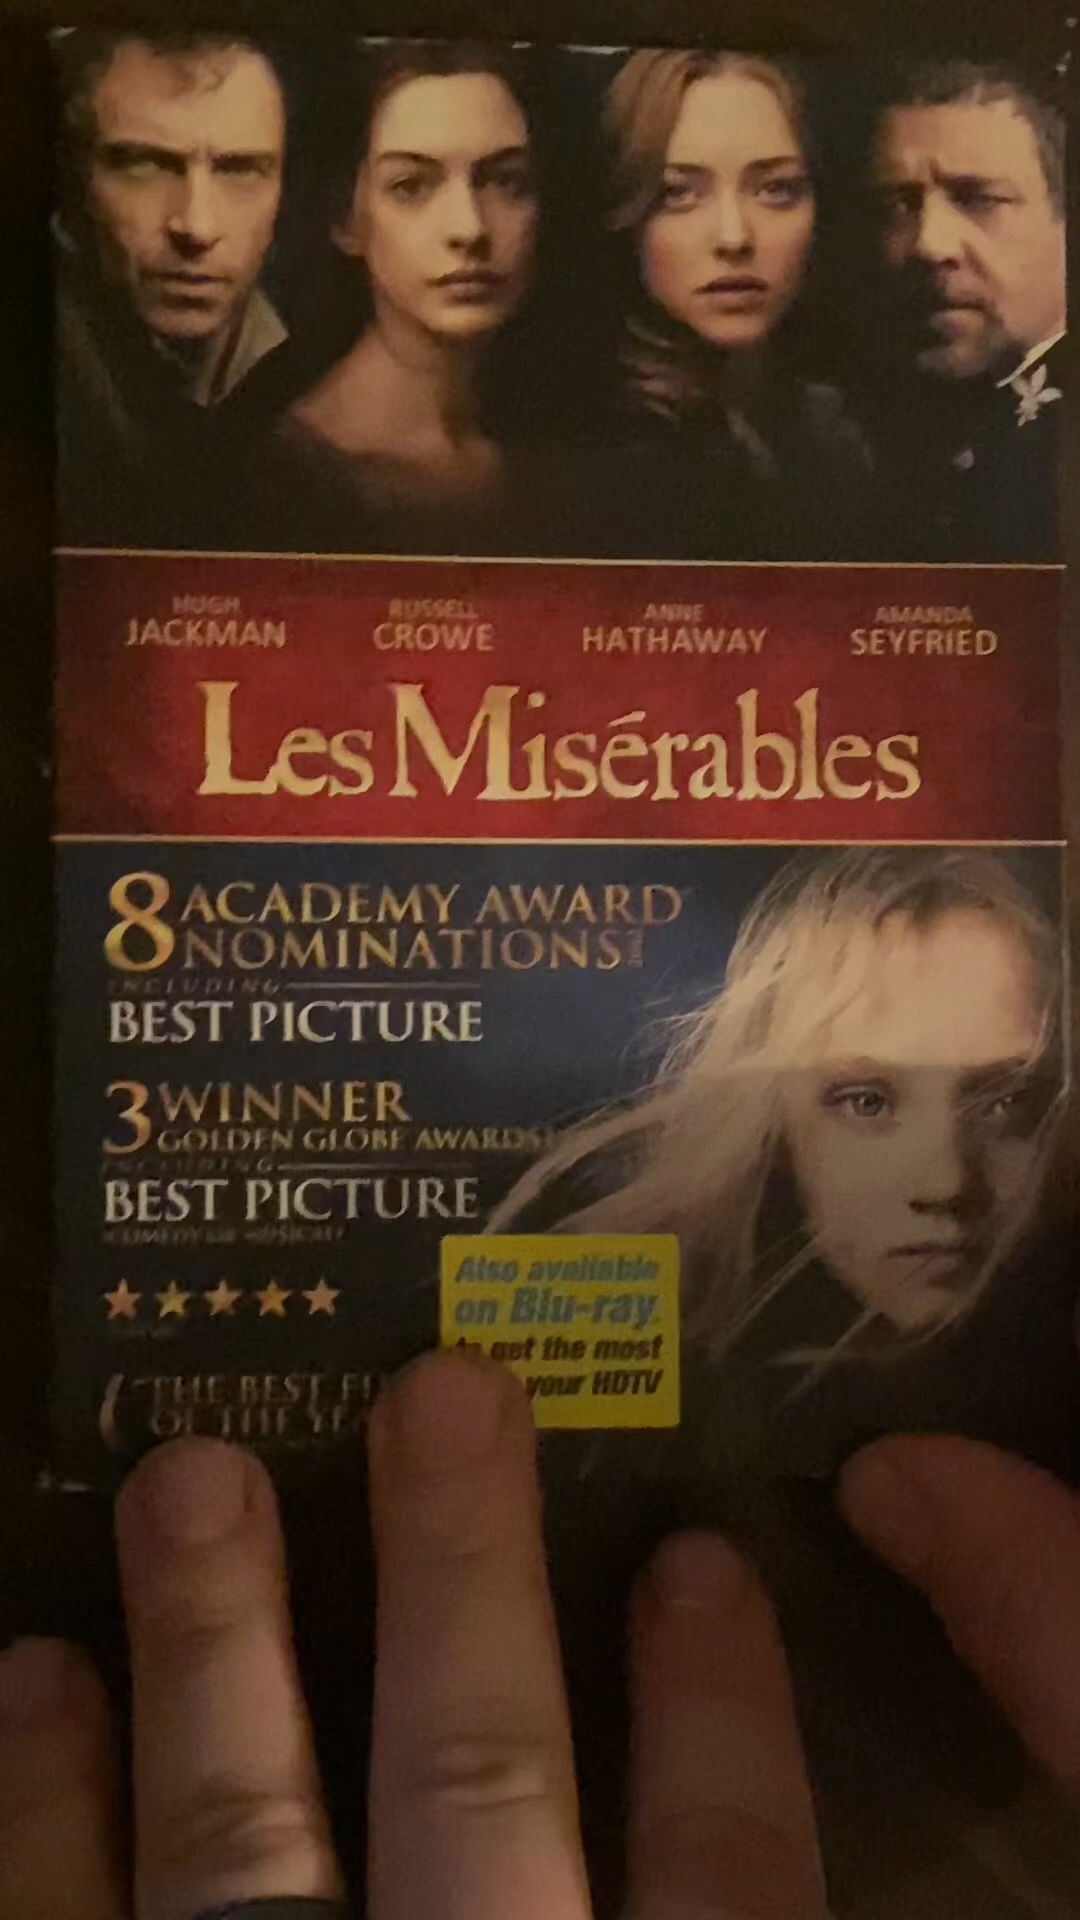 HUGH RUSSELL ANNE AMANDA
JACKMAN CROWE HATHAWAY SEYFRIED
Les Misérables
8 ACADEMY AWARD
NOMINATIONS
INCLUDING
BEST PICTURE
3 WINNER
GOLDEN GLOBE AWARDS
INCLUDING
BEST PICTURE
Also available
on Blu-ray
get the most
your HDTV
"THE BEST
OF THE